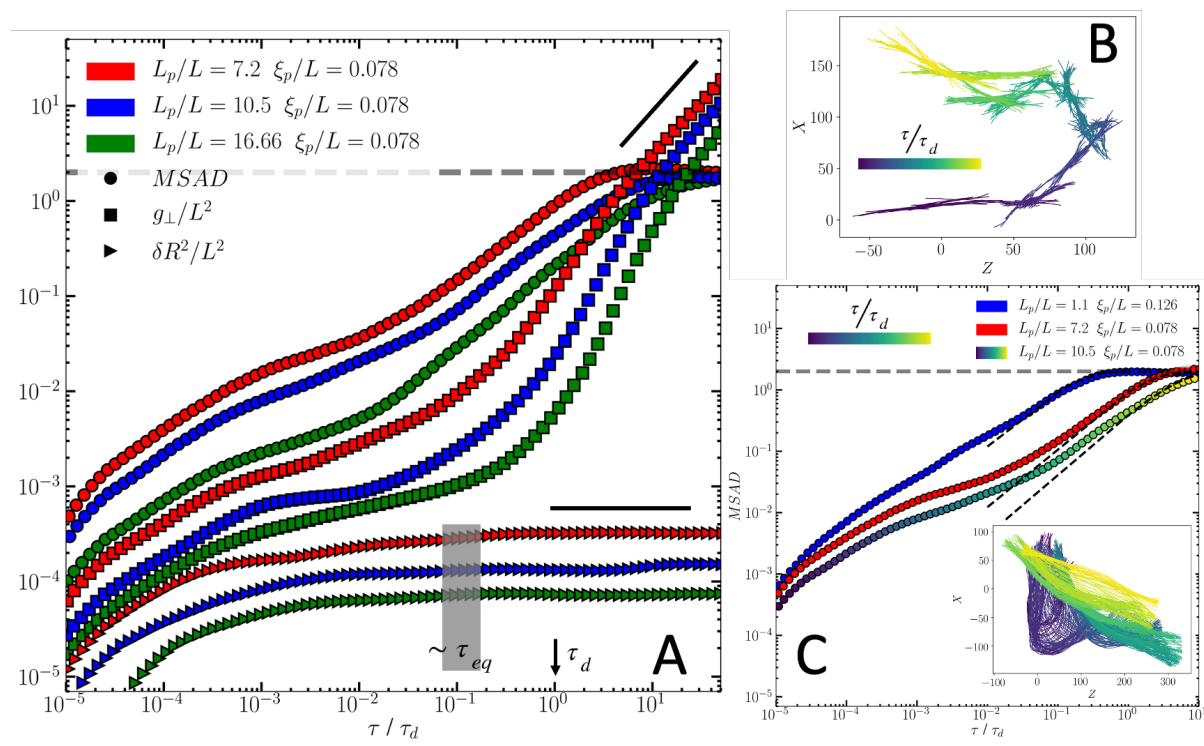 A
L_p/L = 7.2 ξ_p/L = 0.078
L_p/L = 10.5 ξ_p/L = 0.078
L_p/L = 16.66 ξ_p/L = 0.078
MSAD
g_⊥/L^2
δR^2/L^2
10^1
10^0
10^-1
10^-2
10^-3
10^-4
10^-5
~ τ_eq
τ_d
10^-5 10^-4 10^-3 10^-2 10^-1 10^0 10^1
τ / τ_d
B
X
150
100
50
0
τ/τ_d
−50 0 50 100
Z
C
τ/τ_d
L_p/L = 1.1 ξ_p/L = 0.126
L_p/L = 7.2 ξ_p/L = 0.078
L_p/L = 10.5 ξ_p/L = 0.078
MSAD
10^1
10^0
10^-1
10^-2
10^-3
10^-4
10^-5
10^-5 10^-4 10^-3 10^-2 10^-1 10^0 10^1
τ / τ_d
X
100
50
0
−50
−100
−100 0 100 200 300
Z